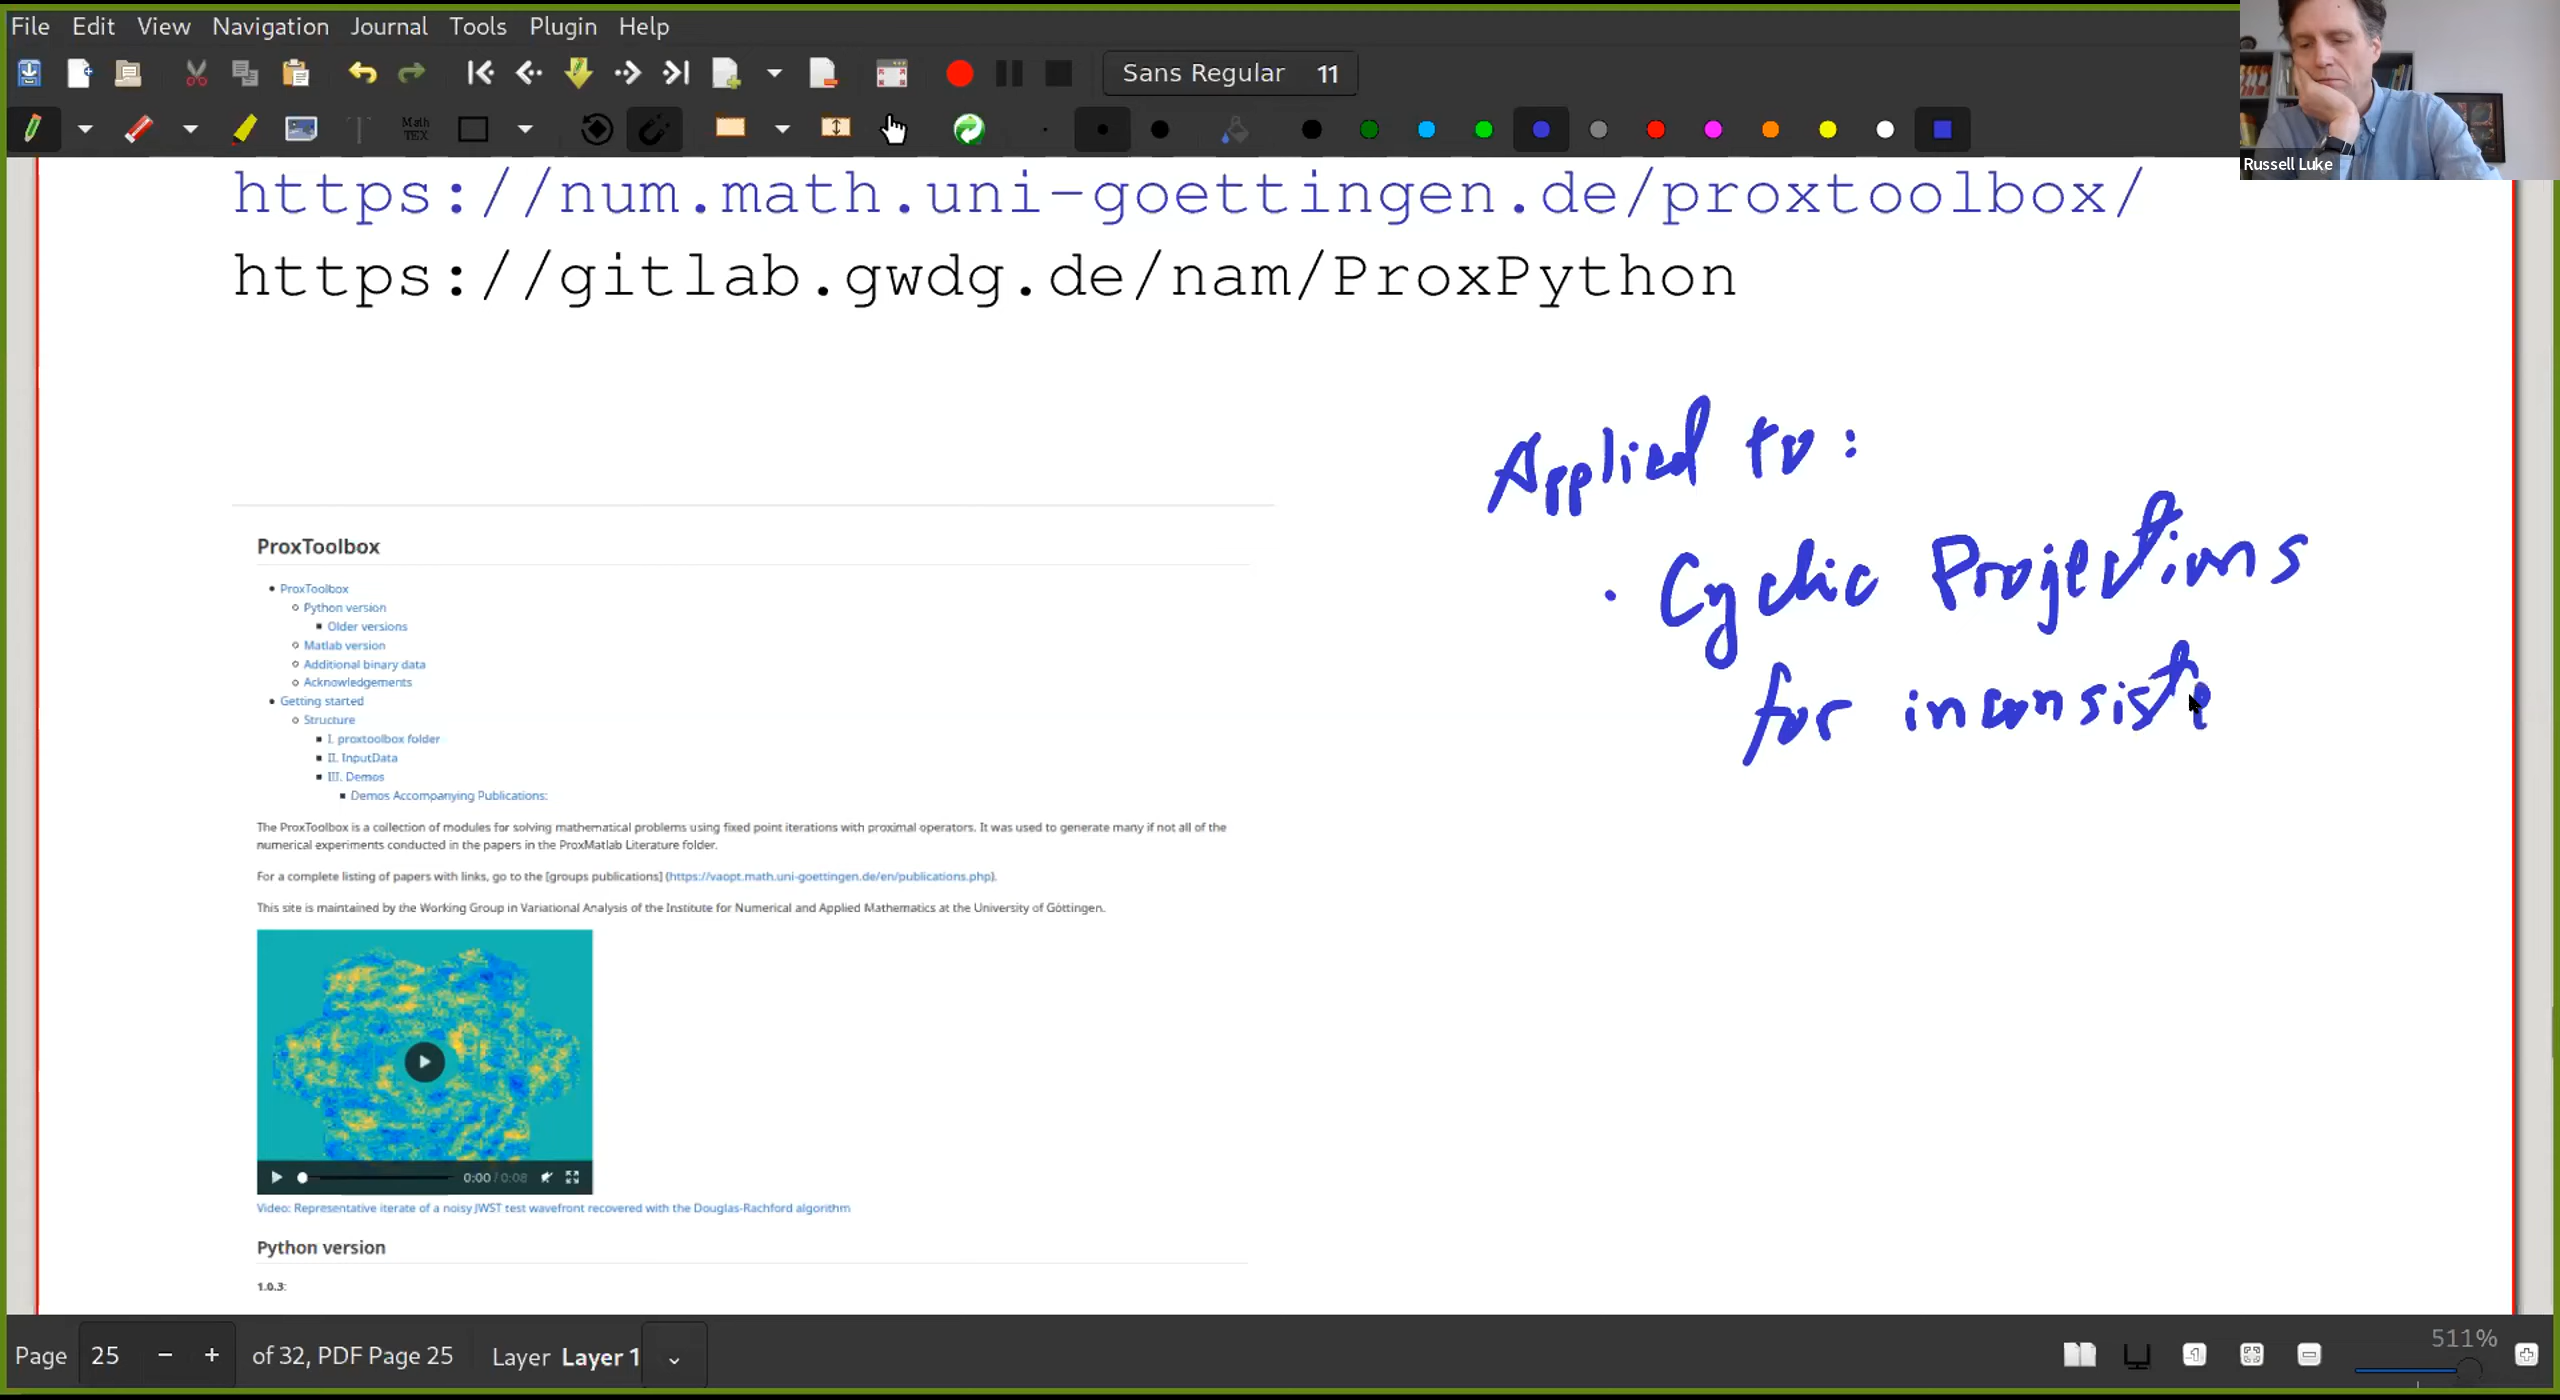 File Edit View Navigation Journal Tools Plugin Help
Sans Regular 11
Math TEX
Russell Luke
https://num.math.uni-goettingen.de/proxtoolbox/
https://gitlab.gwdg.de/nam/ProxPython
Applied to:
• Cyclic Projections
for inconsiste
ProxToolbox
• ProxToolbox
Python version
Older versions
Matlab version
Additional binary data
Acknowledgements
• Getting started
Structure
I. proxtoolbox folder
II. InputData
III. Demos
Demos Accompanying Publications:
The ProxToolbox is a collection of modules for solving mathematical problems using fixed point iterations with proximal operators. It was used to generate many if not all of the
numerical experiments conducted in the papers in the ProxMatlab Literature folder.
For a complete listing of papers with links, go to the [groups publications] (https://vaopt.math.uni-goettingen.de/en/publications.php).
This site is maintained by the Working Group in Variational Analysis of the Institute for Numerical and Applied Mathematics at the University of Göttingen.
0:00 / 0:08
Video: Representative iterate of a noisy JWST test wavefront recovered with the Douglas-Rachford algorithm
Python version
1.0.3:
Page 25 − + of 32, PDF Page 25 Layer Layer 1 511%